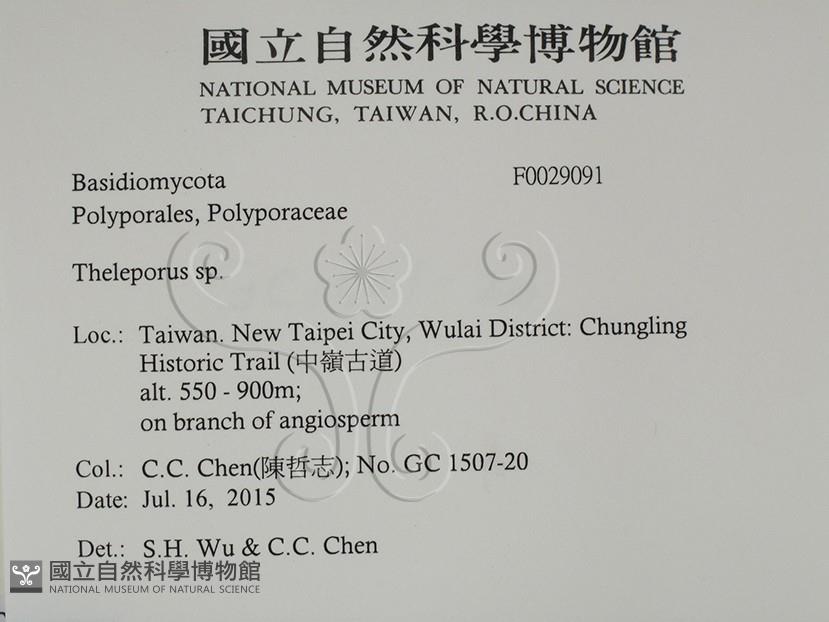 國立自然科學博物館
NATIONAL MUSEUM OF NATURAL SCIENCE
TAICHUNG, TAIWAN, R.O.CHINA
Basidiomycota F0029091
Polyporales, Polyporaceae
Theleporus sp.
Loc.: Taiwan. New Taipei City, Wulai District: Chungling
Historic Trail (中嶺古道)
alt. 550 - 900m;
on branch of angiosperm
Col.: C.C. Chen(陳哲志); No. GC 1507-20
Date: Jul. 16, 2015
Det.: S.H. Wu & C.C. Chen
國立自然科學博物館
NATIONAL MUSEUM OF NATURAL SCIENCE